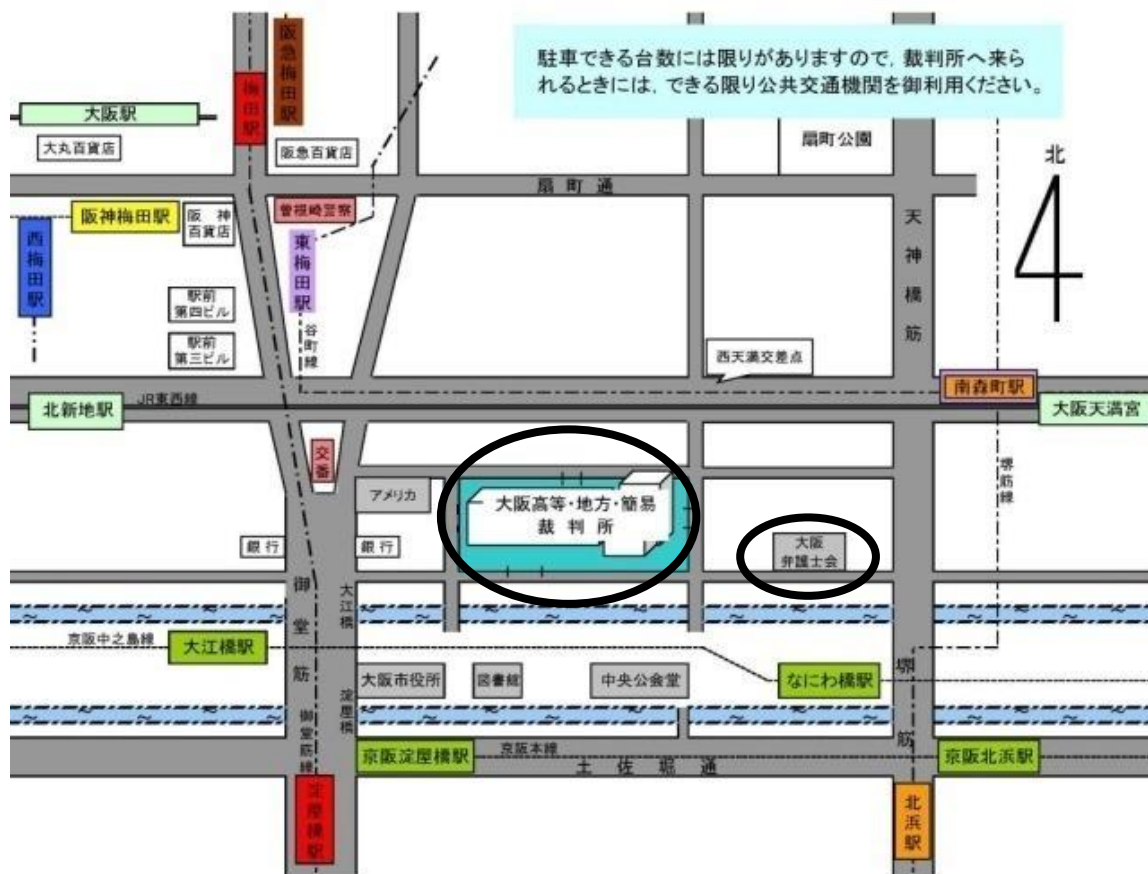 駐車できる台数には限りがありますので，裁判所へ来ら
れるときには，できる限り公共交通機関を御利用ください。
阪急梅田駅
梅田駅
大阪駅
大丸百貨店
阪急百貨店
扇町公園
北
扇町通
曽根崎警察
阪神梅田駅
阪神
百貨店
西梅田駅
東梅田駅
天神橋筋
駅前
第四ビル
駅前
第三ビル
谷町線
西天満交差点
南森町駅
JR東西線
北新地駅
大阪天満宮
交番
堺筋線
アメリカ
大阪高等・地方・簡易
裁判所
大阪
弁護士会
銀行
銀行
御堂筋
大江橋
京阪中之島線
大江橋駅
大阪市役所
図書館
中央公会堂
なにわ橋駅
堺筋
淀屋橋
御堂筋線
京阪淀屋橋駅
京阪本線
土佐堀通
京阪北浜駅
淀屋橋駅
北浜駅